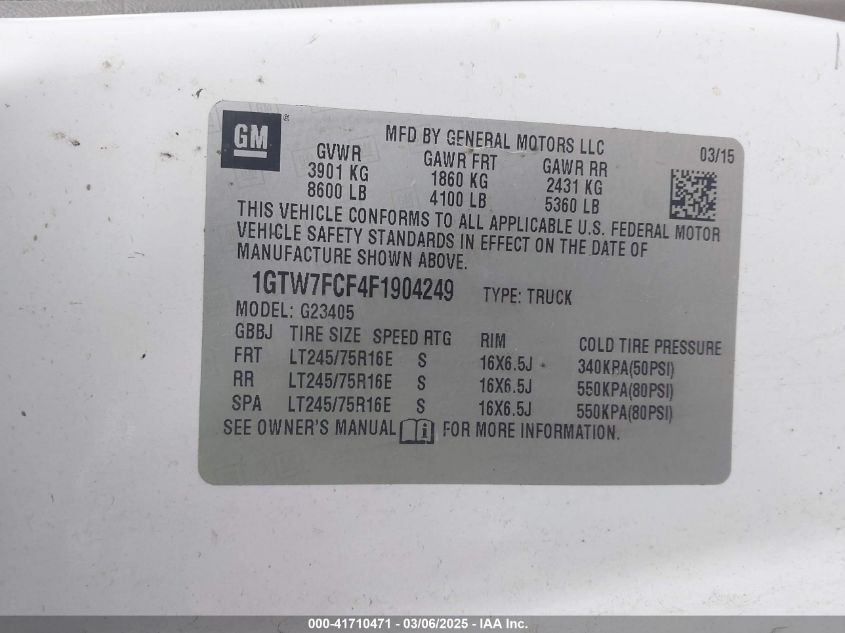 GM ®
MFD BY GENERAL MOTORS LLC
03/15
GVWR GAWR FRT GAWR RR
3901 KG 1860 KG 2431 KG
8600 LB 4100 LB 5360 LB
THIS VEHICLE CONFORMS TO ALL APPLICABLE U.S. FEDERAL MOTOR
VEHICLE SAFETY STANDARDS IN EFFECT ON THE DATE OF
MANUFACTURE SHOWN ABOVE.
1GTW7FCF4F1904249 TYPE: TRUCK
MODEL: G23405
GBBJ TIRE SIZE SPEED RTG RIM COLD TIRE PRESSURE
FRT LT245/75R16E S 16X6.5J 340KPA(50PSI)
RR LT245/75R16E S 16X6.5J 550KPA(80PSI)
SPA LT245/75R16E S 16X6.5J 550KPA(80PSI)
SEE OWNER'S MANUAL i FOR MORE INFORMATION.
000-41710471 - 03/06/2025 - IAA Inc.